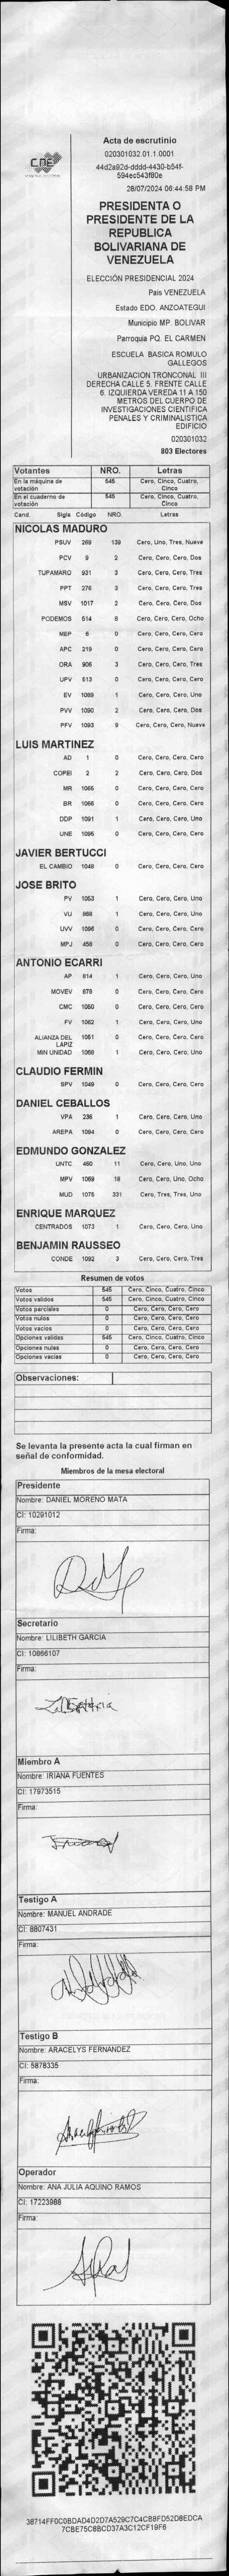 CNE
Acta de escrutinio
020301032.01.1.0001
44d2a92d-dddd-4430-b54f-
594ec543f80e
28/07/2024 06:44:58 PM
PRESIDENTA O
PRESIDENTE DE LA
REPUBLICA
BOLIVARIANA DE
VENEZUELA
ELECCIÓN PRESIDENCIAL 2024
Pais VENEZUELA
Estado EDO. ANZOATEGUI
Municipio MP. BOLIVAR
Parroquia PQ. EL CARMEN
ESCUELA BASICA ROMULO
GALLEGOS
URBANIZACION TRONCONAL III
DERECHA CALLE 5. FRENTE CALLE
6. IZQUIERDA VEREDA 11 A 150
METROS DEL CUERPO DE
INVESTIGACIONES CIENTIFICA
PENALES Y CRIMINALISTICA
EDIFICIO
020301032
803 Electores
Votantes NRO. Letras
En la máquina de votación 545 Cero, Cinco, Cuatro, Cinco
En el cuaderno de votación 545 Cero, Cinco, Cuatro, Cinco
Cand. Sigla Código NRO. Letras
NICOLAS MADURO
PSUV 269 139 Cero, Uno, Tres, Nueve
PCV 9 2 Cero, Cero, Cero, Dos
TUPAMARO 931 3 Cero, Cero, Cero, Tres
PPT 276 3 Cero, Cero, Cero, Tres
MSV 1017 2 Cero, Cero, Cero, Dos
PODEMOS 514 8 Cero, Cero, Cero, Ocho
MEP 6 0 Cero, Cero, Cero, Cero
APC 219 0 Cero, Cero, Cero, Cero
ORA 906 3 Cero, Cero, Cero, Tres
UPV 513 0 Cero, Cero, Cero, Cero
EV 1089 1 Cero, Cero, Cero, Uno
PVV 1090 2 Cero, Cero, Cero, Dos
PFV 1093 9 Cero, Cero, Cero, Nueve
LUIS MARTINEZ
AD 1 0 Cero, Cero, Cero, Cero
COPEI 2 2 Cero, Cero, Cero, Dos
MR 1065 0 Cero, Cero, Cero, Cero
BR 1066 0 Cero, Cero, Cero, Cero
DDP 1091 1 Cero, Cero, Cero, Uno
UNE 1095 0 Cero, Cero, Cero, Cero
JAVIER BERTUCCI
EL CAMBIO 1048 0 Cero, Cero, Cero, Cero
JOSE BRITO
PV 1053 1 Cero, Cero, Cero, Uno
VU 868 1 Cero, Cero, Cero, Uno
UVV 1096 0 Cero, Cero, Cero, Cero
MPJ 456 0 Cero, Cero, Cero, Cero
ANTONIO ECARRI
AP 814 1 Cero, Cero, Cero, Uno
MOVEV 878 0 Cero, Cero, Cero, Cero
CMC 1050 0 Cero, Cero, Cero, Cero
FV 1062 1 Cero, Cero, Cero, Uno
ALIANZA DEL LAPIZ 1051 0 Cero, Cero, Cero, Cero
MIN UNIDAD 1058 1 Cero, Cero, Cero, Uno
CLAUDIO FERMIN
SPV 1049 0 Cero, Cero, Cero, Cero
DANIEL CEBALLOS
VPA 236 1 Cero, Cero, Cero, Uno
AREPA 1094 0 Cero, Cero, Cero, Cero
EDMUNDO GONZALEZ
UNTC 460 11 Cero, Cero, Uno, Uno
MPV 1069 18 Cero, Cero, Uno, Ocho
MUD 1076 331 Cero, Tres, Tres, Uno
ENRIQUE MARQUEZ
CENTRADOS 1073 1 Cero, Cero, Cero, Uno
BENJAMIN RAUSSEO
CONDE 1092 3 Cero, Cero, Cero, Tres
Resumen de votos
Votos 545 Cero, Cinco, Cuatro, Cinco
Votos validos 545 Cero, Cinco, Cuatro, Cinco
Votos parciales 0 Cero, Cero, Cero, Cero
Votos nulos 0 Cero, Cero, Cero, Cero
Votos vacios 0 Cero, Cero, Cero, Cero
Opciones validas 545 Cero, Cinco, Cuatro, Cinco
Opciones nulas 0 Cero, Cero, Cero, Cero
Opciones vacias 0 Cero, Cero, Cero, Cero
Observaciones:
Se levanta la presente acta la cual firman en
señal de conformidad.
Miembros de la mesa electoral
Presidente
Nombre: DANIEL MORENO MATA
CI: 10291012
Firma:
Secretario
Nombre: LILIBETH GARCIA
CI: 10866107
Firma:
Miembro A
Nombre: IRIANA FUENTES
CI: 17973515
Firma:
Testigo A
Nombre: MANUEL ANDRADE
CI: 8807431
Firma:
Testigo B
Nombre: ARACELYS FERNANDEZ
CI: 5878335
Firma:
Operador
Nombre: ANA JULIA AQUINO RAMOS
CI: 17223988
Firma:
38714FF0C0BDAD4D2D7A529C7C4CB8FD52D8EDCA
7CBE75C8BCD37A3C12CF19F6